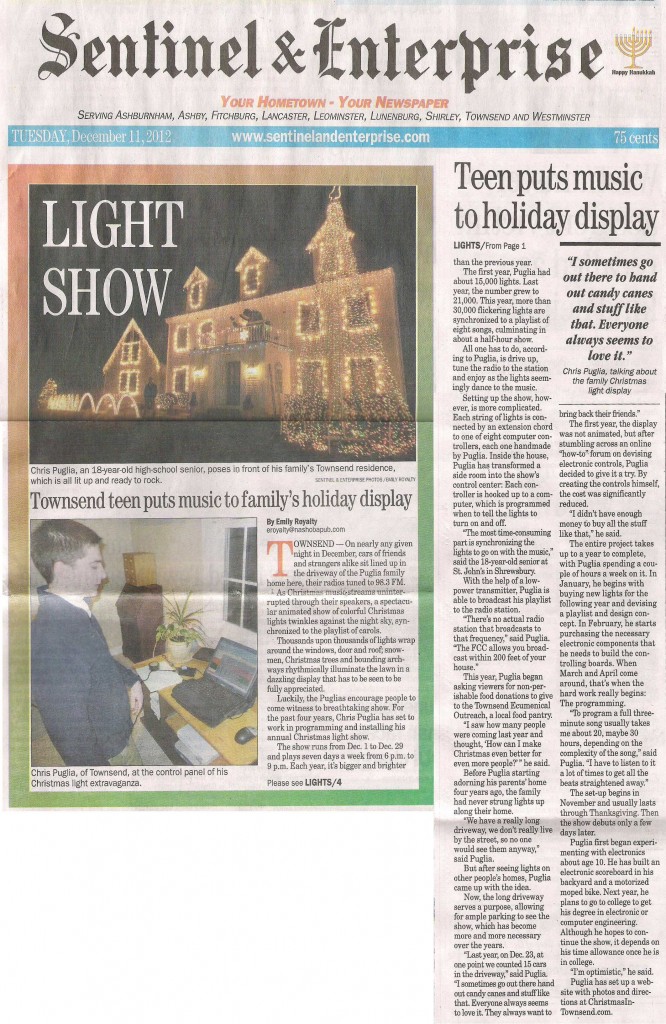 Sentinel & Enterprise
Happy Hanukkah
YOUR HOMETOWN - YOUR NEWSPAPER
SERVING ASHBURNHAM, ASHBY, FITCHBURG, LANCASTER, LEOMINSTER, LUNENBURG, SHIRLEY, TOWNSEND AND WESTMINSTER
TUESDAY, December 11, 2012
www.sentinelandenterprise.com
75 cents
LIGHT
SHOW
Chris Puglia, an 18-year-old high-school senior, poses in front of his family's Townsend residence,
which is all lit up and ready to rock.
SENTINEL & ENTERPRISE PHOTOS / EMILY ROYALTY
Townsend teen puts music to family's holiday display
Chris Puglia, of Townsend, at the control panel of his
Christmas light extravaganza.
By Emily Royalty
eroyalty@nashobapub.com
TOWNSEND — On nearly any given
night in December, cars of friends
and strangers alike sit lined up in
the driveway of the Puglia family
home here, their radios tuned to 98.3 FM.
As Christmas music streams uninter-
rupted through their speakers, a spectacu-
lar animated show of colorful Christmas
lights twinkles against the night sky, syn-
chronized to the playlist of carols.
Thousands upon thousands of lights wrap
around the windows, door and roof; snow-
men, Christmas trees and bounding arch-
ways rhythmically illuminate the lawn in a
dazzling display that has to be seen to be
fully appreciated.
Luckily, the Puglias encourage people to
come witness to breathtaking show. For
the past four years, Chris Puglia has set to
work in programming and installing his
annual Christmas light show.
The show runs from Dec. 1 to Dec 29
and plays seven days a week from 6 p.m. to
9 p.m. Each year, it's bigger and brighter
Please see LIGHTS/4
Teen puts music
to holiday display
LIGHTS/From Page 1
than the previous year.
The first year, Puglia had
about 15,000 lights. Last
year, the number grew to
21,000. This year, more than
30,000 flickering lights are
synchronized to a playlist of
eight songs, culminating in
about a half-hour show.
All one has to do, accord-
ing to Puglia, is drive up,
tune the radio to the station
and enjoy as the lights seem-
ingly dance to the music.
Setting up the show, how-
ever, is more complicated.
Each string of lights is con-
nected by an extension chord
to one of eight computer con-
trollers, each one handmade
by Puglia. Inside the house,
Puglia has transformed a
side room into the show's
control center: Each con-
troller is hooked up to a com-
puter, which is programmed
when to tell the lights to
turn on and off.
"The most time-consuming
part is synchronizing the
lights to go on with the music,"
said the 18-year-old senior at
St. John's in Shrewsbury.
With the help of a low-
power transmitter, Puglia is
able to broadcast his playlist
to the radio station.
"There's no actual radio
station that broadcasts to
that frequency," said Puglia.
"The FCC allows you broad-
cast within 200 feet of your
house."
This year, Puglia began
asking viewers for non-per-
ishable food donations to give
to the Townsend Ecumenical
Outreach, a local food pantry.
"I saw how many people
were coming last year and
thought, 'How can I make
Christmas even better for
even more people?'" he said.
Before Puglia starting
adorning his parents' home
four years ago, the family
had never strung lights up
along their home.
"We have a really long
driveway, we don't really live
by the street, so no one
would see them anyway,"
said Puglia.
But after seeing lights on
other people's homes, Puglia
came up with the idea.
Now, the long driveway
serves a purpose, allowing
for ample parking to see the
show, which has become
more and more necessary
over the years.
"Last year, on Dec. 23, at
one point we counted 15 cars
in the driveway," said Puglia.
"I sometimes go out there hand
out candy canes and stuff like
that. Everyone always seems
to love it. They always want to
"I sometimes go
out there to hand
out candy canes
and stuff like
that. Everyone
always seems to
love it."
Chris Puglia, talking about
the family Christmas
light display
bring back their friends."
The first year, the display
was not animated, but after
stumbling across an online
"how-to" forum on devising
electronic controls, Puglia
decided to give it a try. By
creating the controls himself,
the cost was significantly
reduced.
"I didn't have enough
money to buy all the stuff
like that," he said.
The entire project takes
up to a year to complete,
with Puglia spending a cou-
ple of hours a week on it. In
January, he begins with
buying new lights for the
following year and devising
a playlist and design con-
cept. In February, he starts
purchasing the necessary
electronic components that
he needs to build the con-
trolling boards. When
March and April come
around, that's when the
hard work really begins:
The programming.
"To program a full three-
minute song usually takes
me about 20, maybe 30
hours, depending on the
complexity of the song," said
Puglia. "I have to listen to it
a lot of times to get all the
beats straightened away."
The set-up begins in
November and usually lasts
through Thanksgiving. Then
the show debuts only a few
days later.
Puglia first began experi-
menting with electronics
about age 10. He has built an
electronic scoreboard in his
backyard and a motorized
moped bike. Next year, he
plans to go to college to get
his degree in electronic or
computer engineering.
Although he hopes to con-
tinue the show, it depends on
his time allowance once he is
in college.
"I'm optimistic," he said.
Puglia has set up a web-
site with photos and direc-
tions at ChristmasIn-
Townsend.com.